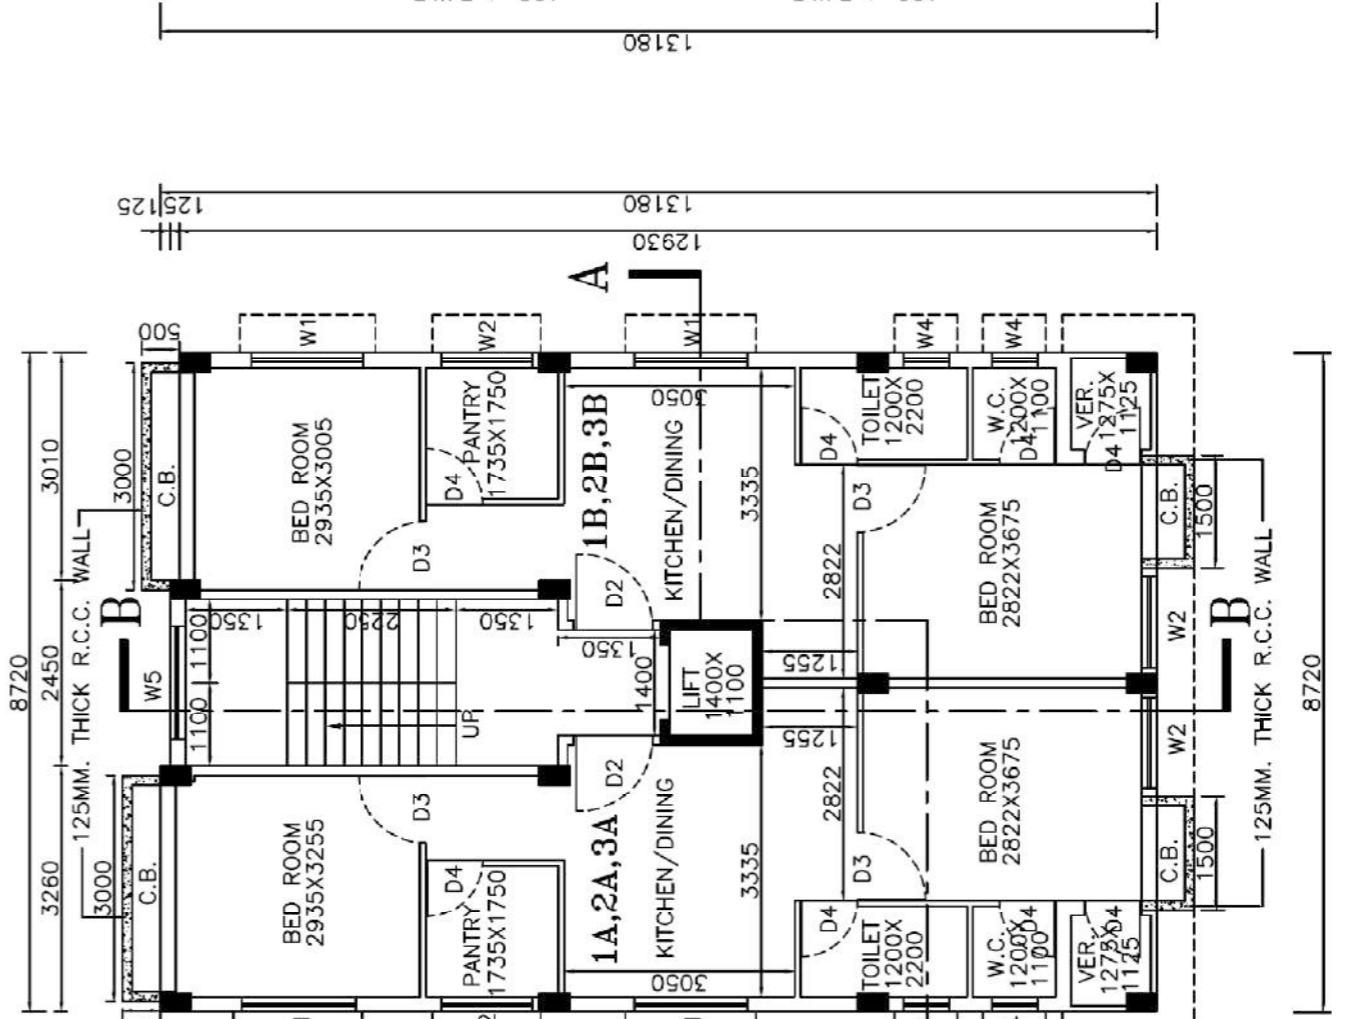 13180
125
125
13180
12930
A
500
W1
W2
W1
W4
W4
8720
3010
2450
3260
3000
3000
125MM. THICK R.C.C. WALL
C.B.
BED ROOM
2935X3005
PANTRY
1735X1750
D4
D3
1B,2B,3B
3050
KITCHEN/DINING
3335
D2
TOILET
1200X
2200
D4
W.C.
1200X
1100
D4
VER.
1275X
1125
D4
D3
2822
BED ROOM
2822X3675
C.B.
1500
W2
B
B
W5
1100
1100
1350
2250
1350
1350
UP
1400
LIFT
1400X
1100
1255
1255
125MM. THICK R.C.C. WALL
8720
C.B.
BED ROOM
2935X3255
D3
D4
PANTRY
1735X1750
D2
1A,2A,3A
KITCHEN/DINING
3335
3050
2822
D3
BED ROOM
2822X3675
W2
C.B.
1500
D4
TOILET
1200X
2200
W.C.
1200X
1100
D4
VER.
1275X
1125
D4